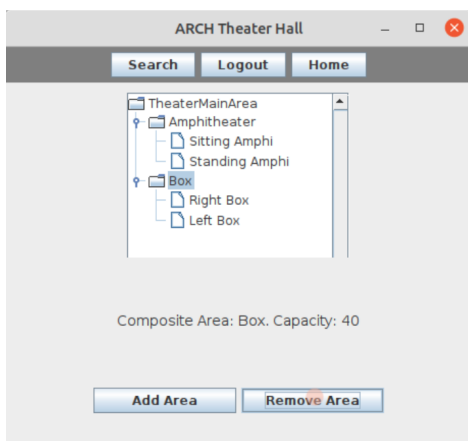 ARCH Theater Hall
Search Logout Home
TheaterMainArea
Amphitheater
Sitting Amphi
Standing Amphi
Box
Right Box
Left Box
Composite Area: Box. Capacity: 40
Add Area Remove Area